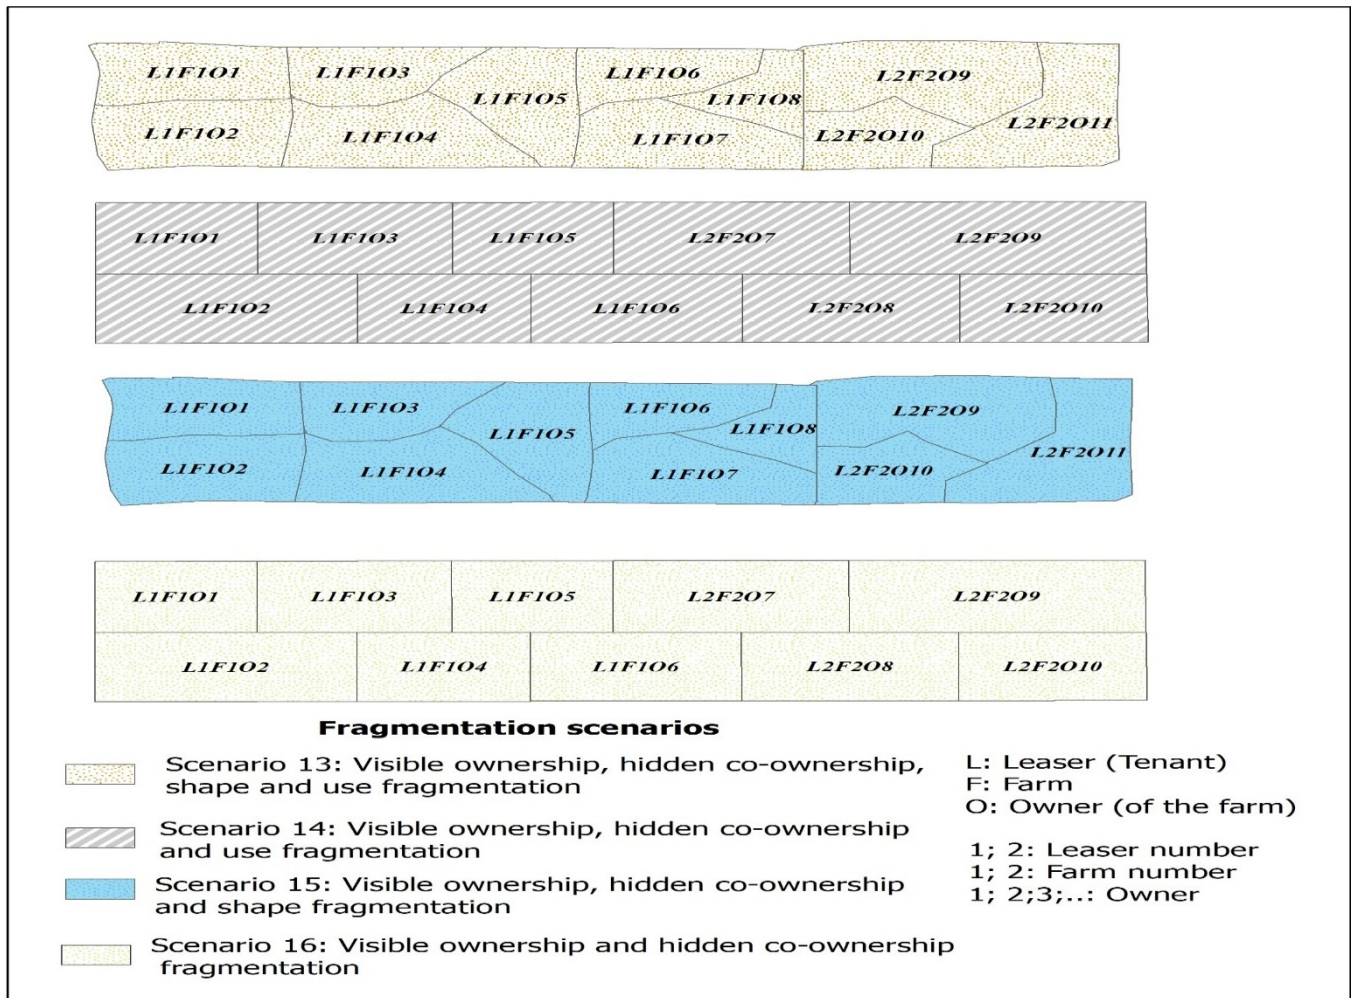 L1F1O1
L1F1O3
L1F1O5
L1F1O6
L1F1O8
L2F2O9
L1F1O2
L1F1O4
L1F1O7
L2F2O10
L2F2O11
L1F1O1
L1F1O3
L1F1O5
L2F2O7
L2F2O9
L1F1O2
L1F1O4
L1F1O6
L2F2O8
L2F2O10
L1F1O1
L1F1O3
L1F1O5
L1F1O6
L1F1O8
L2F2O9
L1F1O2
L1F1O4
L1F1O7
L2F2O10
L2F2O11
L1F1O1
L1F1O3
L1F1O5
L2F2O7
L2F2O9
L1F1O2
L1F1O4
L1F1O6
L2F2O8
L2F2O10
Fragmentation scenarios
Scenario 13: Visible ownership, hidden co-ownership,
shape and use fragmentation
Scenario 14: Visible ownership, hidden co-ownership
and use fragmentation
Scenario 15: Visible ownership, hidden co-ownership
and shape fragmentation
Scenario 16: Visible ownership and hidden co-ownership
fragmentation
L: Leaser (Tenant)
F: Farm
O: Owner (of the farm)
1; 2: Leaser number
1; 2: Farm number
1; 2;3;..: Owner